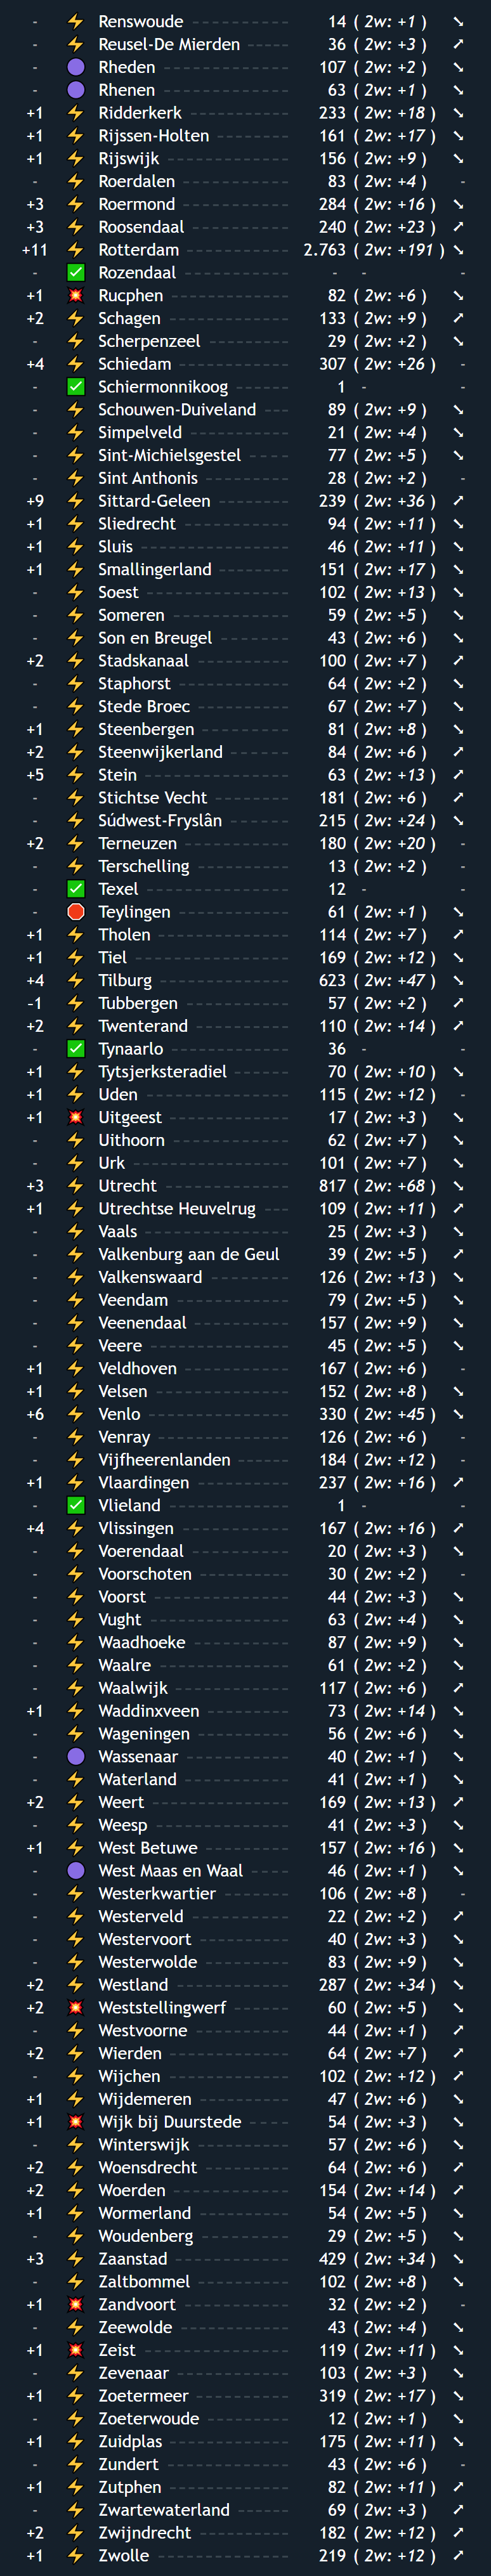 - ⚡ Renswoude ------------- 14 ( 2w: +1 ) ↘
- ⚡ Reusel-De Mierden ------ 36 ( 2w: +3 ) ↗
- 🟣 Rheden ---------------- 107 ( 2w: +2 ) ↘
- 🟣 Rhenen ---------------- 63 ( 2w: +1 ) ↘
+1 ⚡ Ridderkerk ------------- 233 ( 2w: +18 ) ↘
+1 ⚡ Rijssen-Holten ---------- 161 ( 2w: +17 ) ↘
+1 ⚡ Rijswijk --------------- 156 ( 2w: +9 ) ↘
- ⚡ Roerdalen -------------- 83 ( 2w: +4 ) -
+3 ⚡ Roermond -------------- 284 ( 2w: +16 ) ↘
+3 ⚡ Roosendaal ------------ 240 ( 2w: +23 ) ↗
+11 ⚡ Rotterdam ------------- 2.763 ( 2w: +191 ) ↘
- ✅ Rozendaal ------------- - - -
+1 💥 Rucphen -------------- 82 ( 2w: +6 ) ↘
+2 ⚡ Schagen --------------- 133 ( 2w: +9 ) ↗
- ⚡ Scherpenzeel ---------- 29 ( 2w: +2 ) ↘
+4 ⚡ Schiedam ------------- 307 ( 2w: +26 ) -
- ✅ Schiermonnikoog ------ 1 - -
- ⚡ Schouwen-Duiveland --- 89 ( 2w: +9 ) ↘
- ⚡ Simpelveld ------------- 21 ( 2w: +4 ) ↘
- ⚡ Sint-Michielsgestel ----- 77 ( 2w: +5 ) ↘
- ⚡ Sint Anthonis ---------- 28 ( 2w: +2 ) -
+9 ⚡ Sittard-Geleen --------- 239 ( 2w: +36 ) ↗
+1 ⚡ Sliedrecht ------------- 94 ( 2w: +11 ) ↘
+1 ⚡ Sluis ------------------ 46 ( 2w: +11 ) ↘
+1 ⚡ Smallingerland --------- 151 ( 2w: +17 ) ↘
- ⚡ Soest ------------------ 102 ( 2w: +13 ) ↘
- ⚡ Someren --------------- 59 ( 2w: +5 ) ↘
- ⚡ Son en Breugel --------- 43 ( 2w: +6 ) ↘
+2 ⚡ Stadskanaal ----------- 100 ( 2w: +7 ) ↗
- ⚡ Staphorst ------------- 64 ( 2w: +2 ) ↘
- ⚡ Stede Broec ------------ 67 ( 2w: +7 ) ↘
+1 ⚡ Steenbergen ---------- 81 ( 2w: +8 ) ↘
+2 ⚡ Steenwijkerland ------- 84 ( 2w: +6 ) ↗
+5 ⚡ Stein ------------------ 63 ( 2w: +13 ) ↗
- ⚡ Stichtse Vecht --------- 181 ( 2w: +6 ) ↗
- ⚡ Súdwest-Fryslân ------- 215 ( 2w: +24 ) ↘
+2 ⚡ Terneuzen ------------- 180 ( 2w: +20 ) -
- ⚡ Terschelling ----------- 13 ( 2w: +2 ) -
- ✅ Texel ------------------ 12 - -
- 🛑 Teylingen -------------- 61 ( 2w: +1 ) ↘
+1 ⚡ Tholen ---------------- 114 ( 2w: +7 ) ↗
+1 ⚡ Tiel ------------------- 169 ( 2w: +12 ) ↘
+4 ⚡ Tilburg ---------------- 623 ( 2w: +47 ) ↘
-1 ⚡ Tubbergen ------------- 57 ( 2w: +2 ) ↗
+2 ⚡ Twenterand ----------- 110 ( 2w: +14 ) ↗
- ✅ Tynaarlo --------------- 36 - -
+1 ⚡ Tytsjerksteradiel ------ 70 ( 2w: +10 ) ↘
+1 ⚡ Uden ----------------- 115 ( 2w: +12 ) -
+1 💥 Uitgeest --------------- 17 ( 2w: +3 ) ↘
- ⚡ Uithoorn -------------- 62 ( 2w: +7 ) ↘
- ⚡ Urk -------------------- 101 ( 2w: +7 ) ↘
+3 ⚡ Utrecht --------------- 817 ( 2w: +68 ) ↘
+1 ⚡ Utrechtse Heuvelrug --- 109 ( 2w: +11 ) ↗
- ⚡ Vaals ------------------ 25 ( 2w: +3 ) ↘
- ⚡ Valkenburg aan de Geul 39 ( 2w: +5 ) ↗
- ⚡ Valkenswaard --------- 126 ( 2w: +13 ) ↘
- ⚡ Veendam -------------- 79 ( 2w: +5 ) ↘
- ⚡ Veenendaal ------------ 157 ( 2w: +9 ) ↘
- ⚡ Veere ----------------- 45 ( 2w: +5 ) ↘
+1 ⚡ Veldhoven ------------- 167 ( 2w: +6 ) -
+1 ⚡ Velsen ---------------- 152 ( 2w: +8 ) ↘
+6 ⚡ Venlo ----------------- 330 ( 2w: +45 ) ↘
- ⚡ Venray ---------------- 126 ( 2w: +6 ) -
- ⚡ Vijfheerenlanden ------ 184 ( 2w: +12 ) -
+1 ⚡ Vlaardingen ----------- 237 ( 2w: +16 ) ↗
- ✅ Vlieland --------------- 1 - -
+4 ⚡ Vlissingen ------------- 167 ( 2w: +16 ) ↗
- ⚡ Voerendaal ------------ 20 ( 2w: +3 ) ↘
- ⚡ Voorschoten ----------- 30 ( 2w: +2 ) -
- ⚡ Voorst ----------------- 44 ( 2w: +3 ) ↘
- ⚡ Vught ----------------- 63 ( 2w: +4 ) ↘
- ⚡ Waadhoeke ------------ 87 ( 2w: +9 ) ↘
- ⚡ Waalre ---------------- 61 ( 2w: +2 ) ↘
- ⚡ Waalwijk -------------- 117 ( 2w: +6 ) ↗
+1 ⚡ Waddinxveen ---------- 73 ( 2w: +14 ) ↘
- ⚡ Wageningen ----------- 56 ( 2w: +6 ) ↘
- 🟣 Wassenaar ------------- 40 ( 2w: +1 ) ↘
- ⚡ Waterland ------------- 41 ( 2w: +1 ) ↘
+2 ⚡ Weert ----------------- 169 ( 2w: +13 ) ↗
- ⚡ Weesp ---------------- 41 ( 2w: +3 ) ↘
+1 ⚡ West Betuwe ---------- 157 ( 2w: +16 ) ↘
- 🟣 West Maas en Waal ----- 46 ( 2w: +1 ) ↘
- ⚡ Westerkwartier -------- 106 ( 2w: +8 ) -
- ⚡ Westerveld ------------ 22 ( 2w: +2 ) ↗
- ⚡ Westervoort ----------- 40 ( 2w: +3 ) ↘
- ⚡ Westerwolde ---------- 83 ( 2w: +9 ) ↘
+2 ⚡ Westland -------------- 287 ( 2w: +34 ) ↘
+2 💥 Weststellingwerf ------- 60 ( 2w: +5 ) ↘
- ⚡ Westvoorne ----------- 44 ( 2w: +1 ) ↗
+2 ⚡ Wierden --------------- 64 ( 2w: +7 ) ↗
- ⚡ Wijchen --------------- 102 ( 2w: +12 ) ↗
+1 ⚡ Wijdemeren ----------- 47 ( 2w: +6 ) ↘
+1 💥 Wijk bij Duurstede ----- 54 ( 2w: +3 ) ↘
- ⚡ Winterswijk ----------- 57 ( 2w: +6 ) ↘
+2 ⚡ Woensdrecht ---------- 64 ( 2w: +6 ) ↗
+2 ⚡ Woerden -------------- 154 ( 2w: +14 ) ↗
+1 ⚡ Wormerland ----------- 54 ( 2w: +5 ) ↘
- ⚡ Woudenberg ---------- 29 ( 2w: +5 ) ↘
+3 ⚡ Zaanstad -------------- 429 ( 2w: +34 ) ↘
- ⚡ Zaltbommel ----------- 102 ( 2w: +8 ) ↘
+1 💥 Zandvoort ------------- 32 ( 2w: +2 ) -
- ⚡ Zeewolde ------------- 43 ( 2w: +4 ) ↘
+1 💥 Zeist ------------------ 119 ( 2w: +11 ) ↘
- ⚡ Zevenaar -------------- 103 ( 2w: +3 ) ↘
+1 ⚡ Zoetermeer ----------- 319 ( 2w: +17 ) ↘
- ⚡ Zoeterwoude ---------- 12 ( 2w: +1 ) ↘
+1 ⚡ Zuidplas -------------- 175 ( 2w: +11 ) ↘
- ⚡ Zundert --------------- 43 ( 2w: +6 ) -
+1 ⚡ Zutphen --------------- 82 ( 2w: +11 ) ↗
- ⚡ Zwartewaterland ------ 69 ( 2w: +3 ) ↗
+2 ⚡ Zwijndrecht ----------- 182 ( 2w: +12 ) ↗
+1 ⚡ Zwolle ---------------- 219 ( 2w: +12 ) ↗